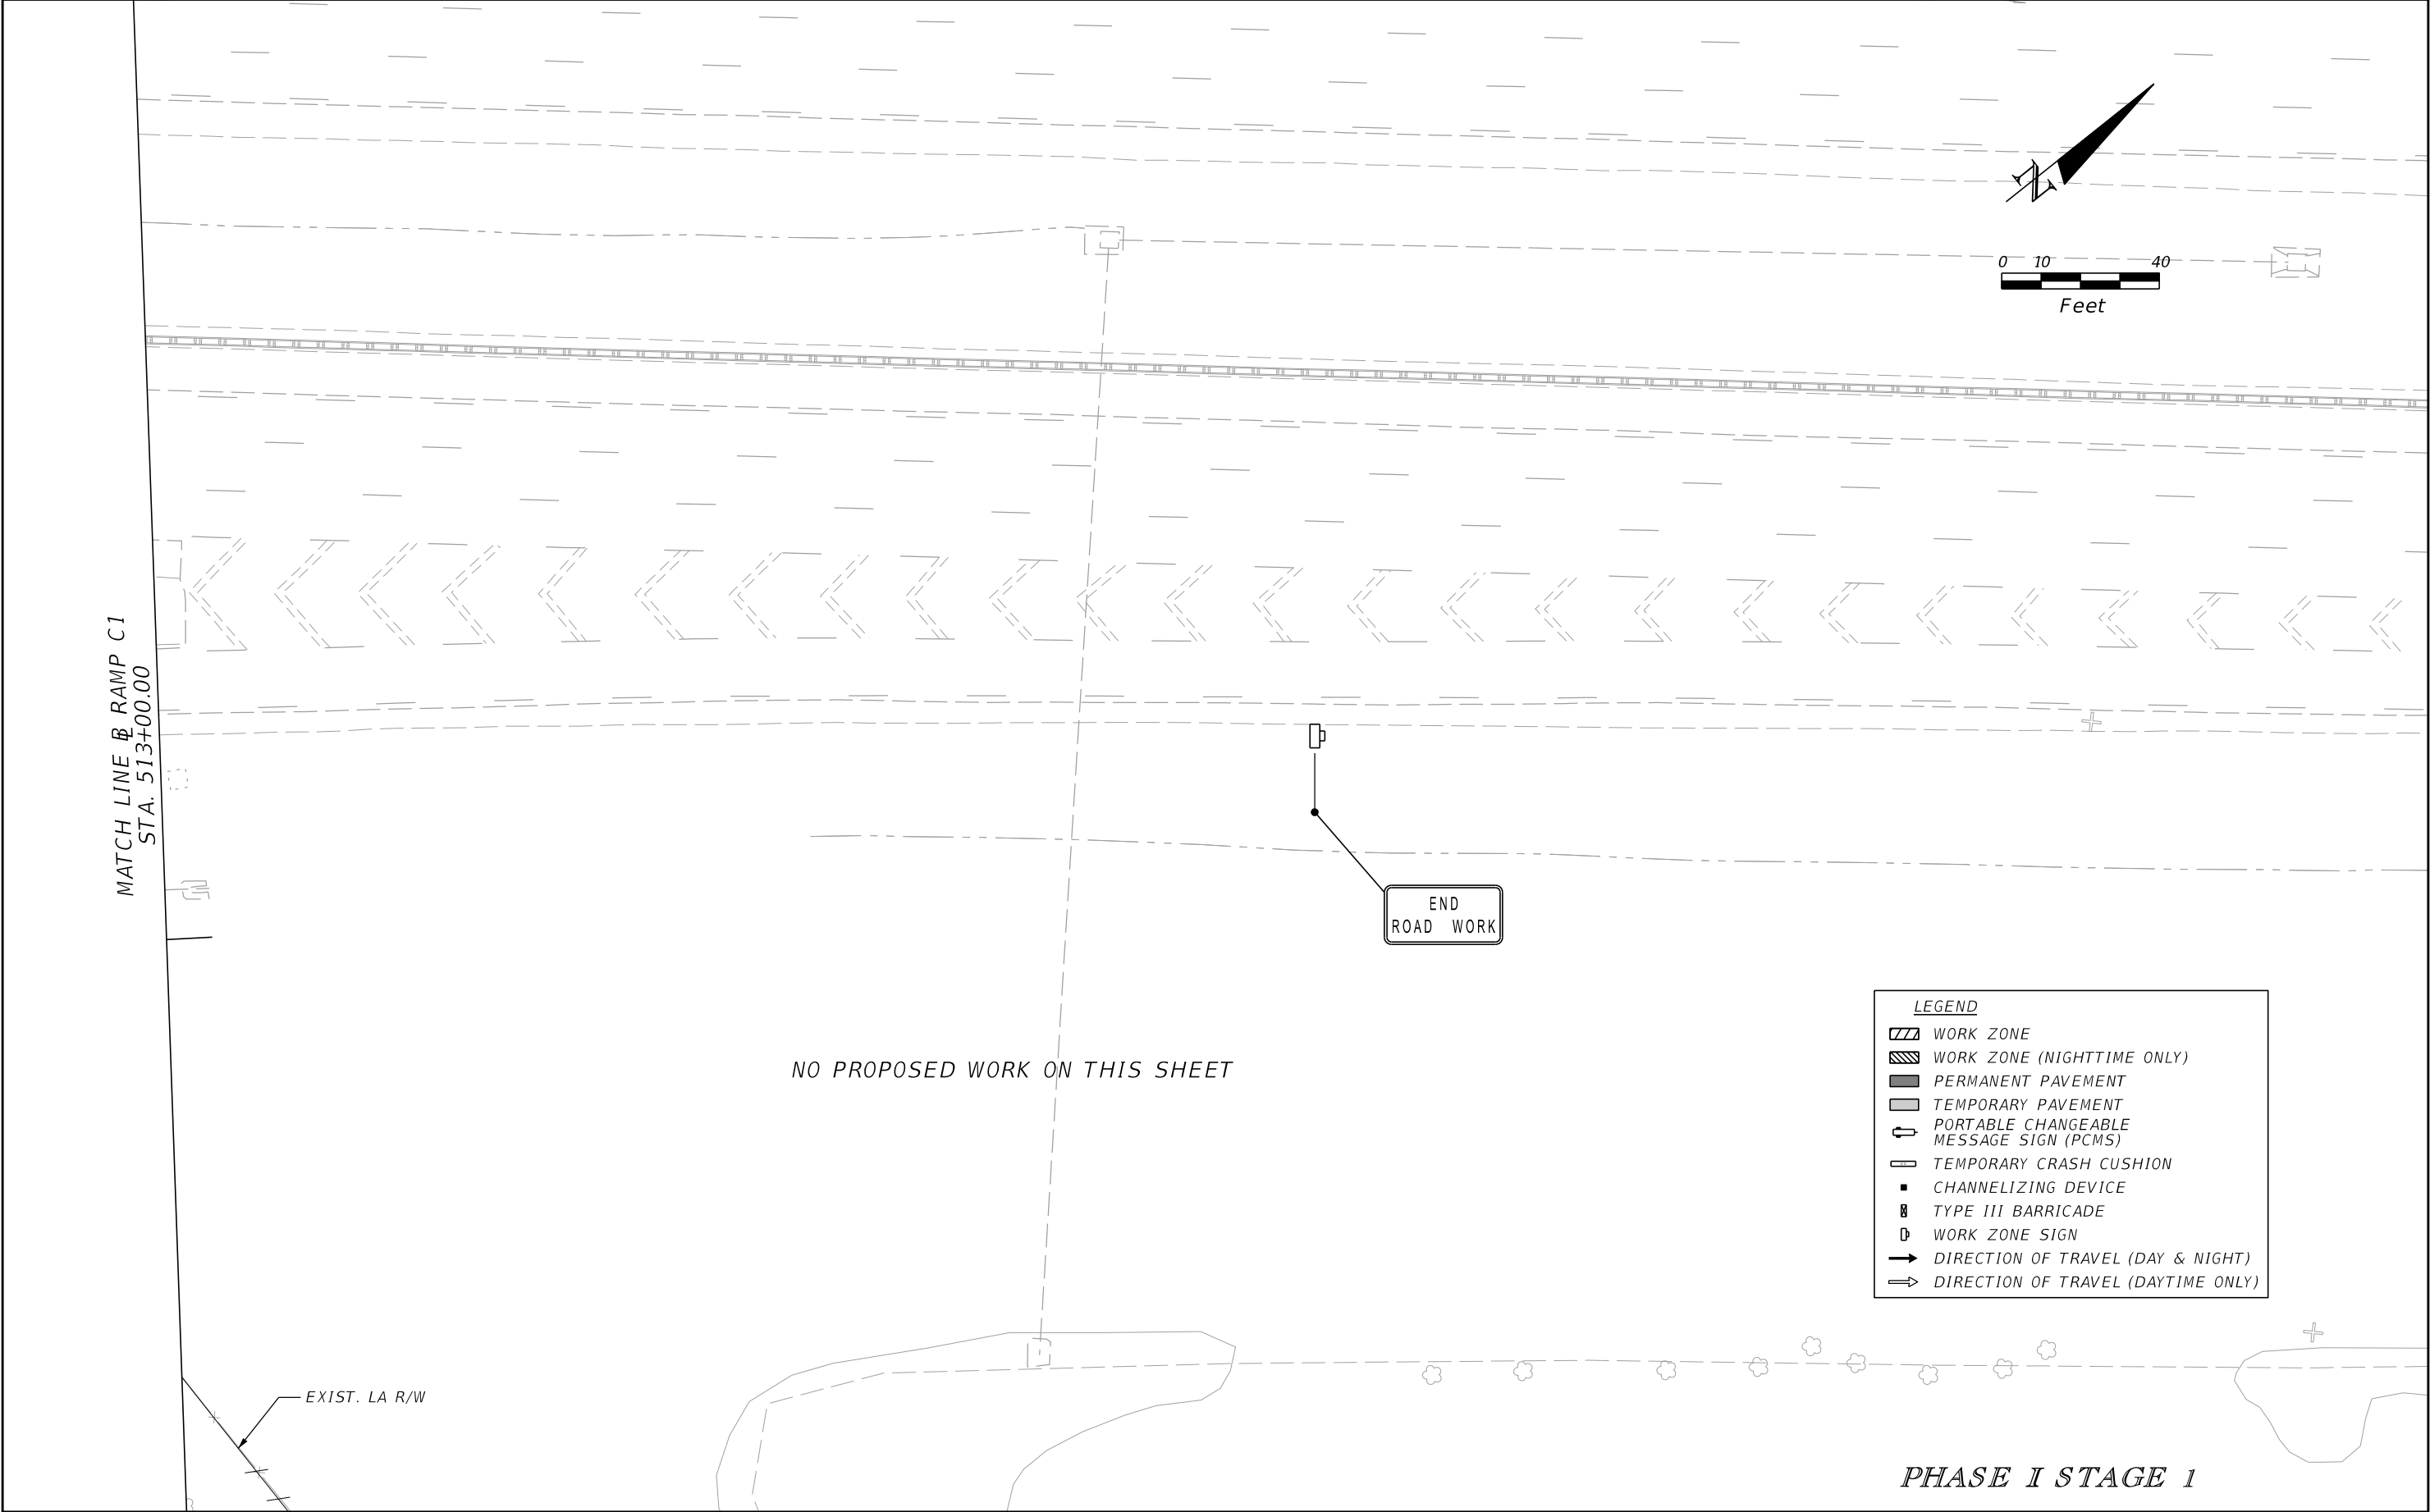 0 10 40
Feet
MATCH LINE ℄ RAMP C1
STA. 513+00.00
END
ROAD WORK
NO PROPOSED WORK ON THIS SHEET
LEGEND
WORK ZONE
WORK ZONE (NIGHTTIME ONLY)
PERMANENT PAVEMENT
TEMPORARY PAVEMENT
PORTABLE CHANGEABLE
MESSAGE SIGN (PCMS)
TEMPORARY CRASH CUSHION
CHANNELIZING DEVICE
TYPE III BARRICADE
WORK ZONE SIGN
DIRECTION OF TRAVEL (DAY & NIGHT)
DIRECTION OF TRAVEL (DAYTIME ONLY)
EXIST. LA R/W
PHASE I STAGE 1